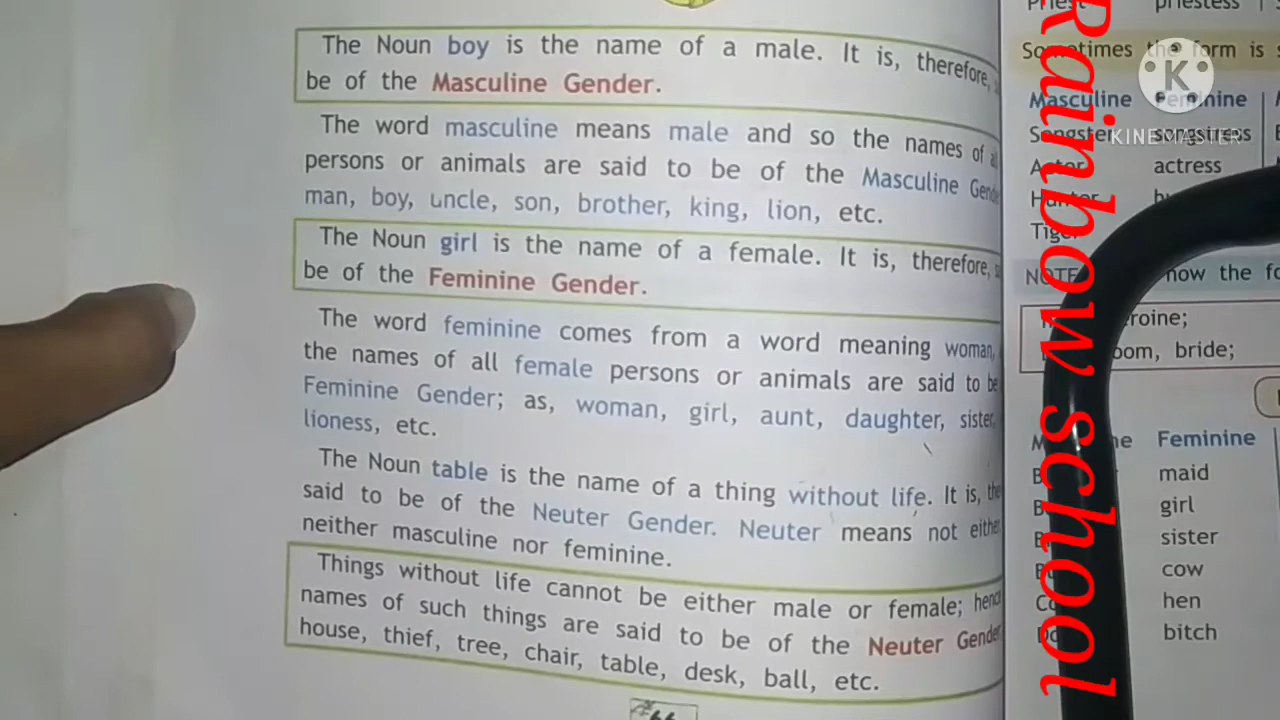 The Noun boy is the name of a male. It is, therefore,
be of the Masculine Gender.
The word masculine means male and so the names of
persons or animals are said to be of the Masculine
man, boy, uncle, son, brother, king, lion, etc.
The Noun girl is the name of a female. It is, therefore,
be of the Feminine Gender.
The word feminine comes from a word meaning woman,
the names of all female persons or animals are said to be
Feminine Gender; as, woman, girl, aunt, daughter, sister,
lioness, etc.
The Noun table is the name of a thing without life. It is,
said to be of the Neuter Gender. Neuter means not
neither masculine nor feminine.
Things without life cannot be either male or female;
names of such things are said to be of the Neuter Gender
house, thief, tree, chair, table, desk, ball, etc.
66
priestess
Sometimes the form is
Masculine Feminine
Songster songstress
Actor actress
Hunter
Tiger
NOTE now the
bride;
Feminine
maid
girl
sister
cow
hen
bitch
Rainbow school
K
KINEMASTER